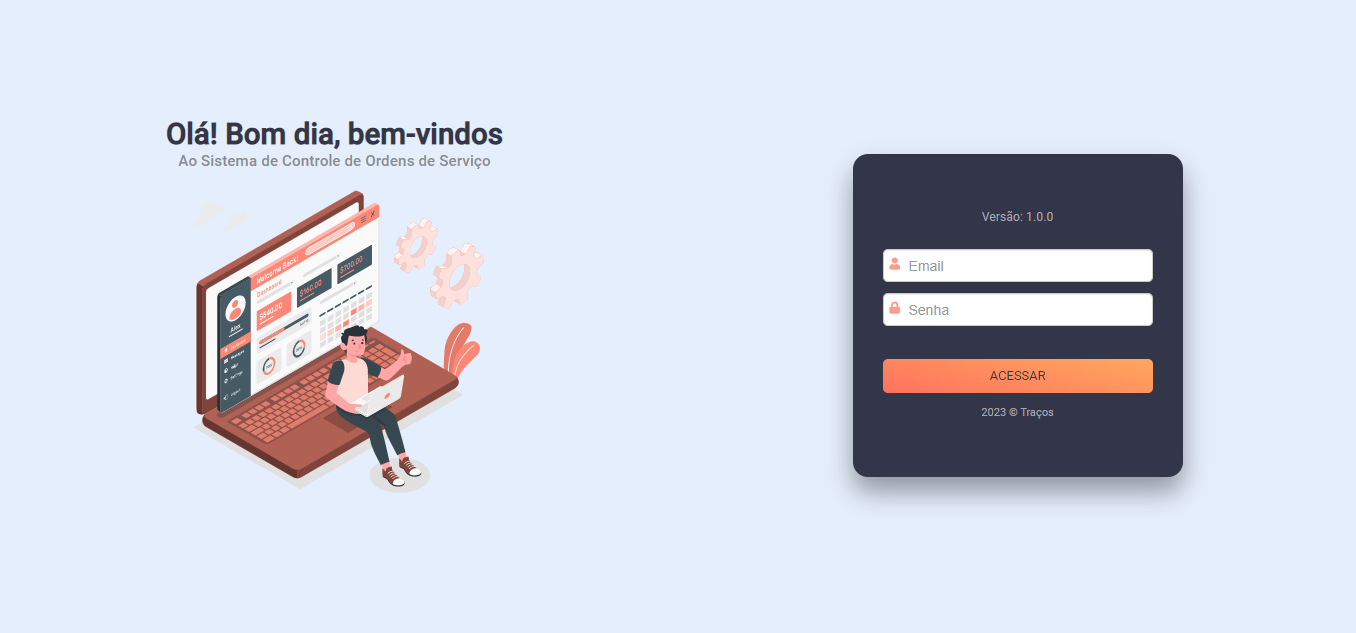 Olá! Bom dia, bem-vindos
Ao Sistema de Controle de Ordens de Serviço
Welcome Back!
Dashboard
$540.00
$160.00
$700.00
Alex
Versão: 1.0.0
Email
Senha
ACESSAR
2023 © Traços